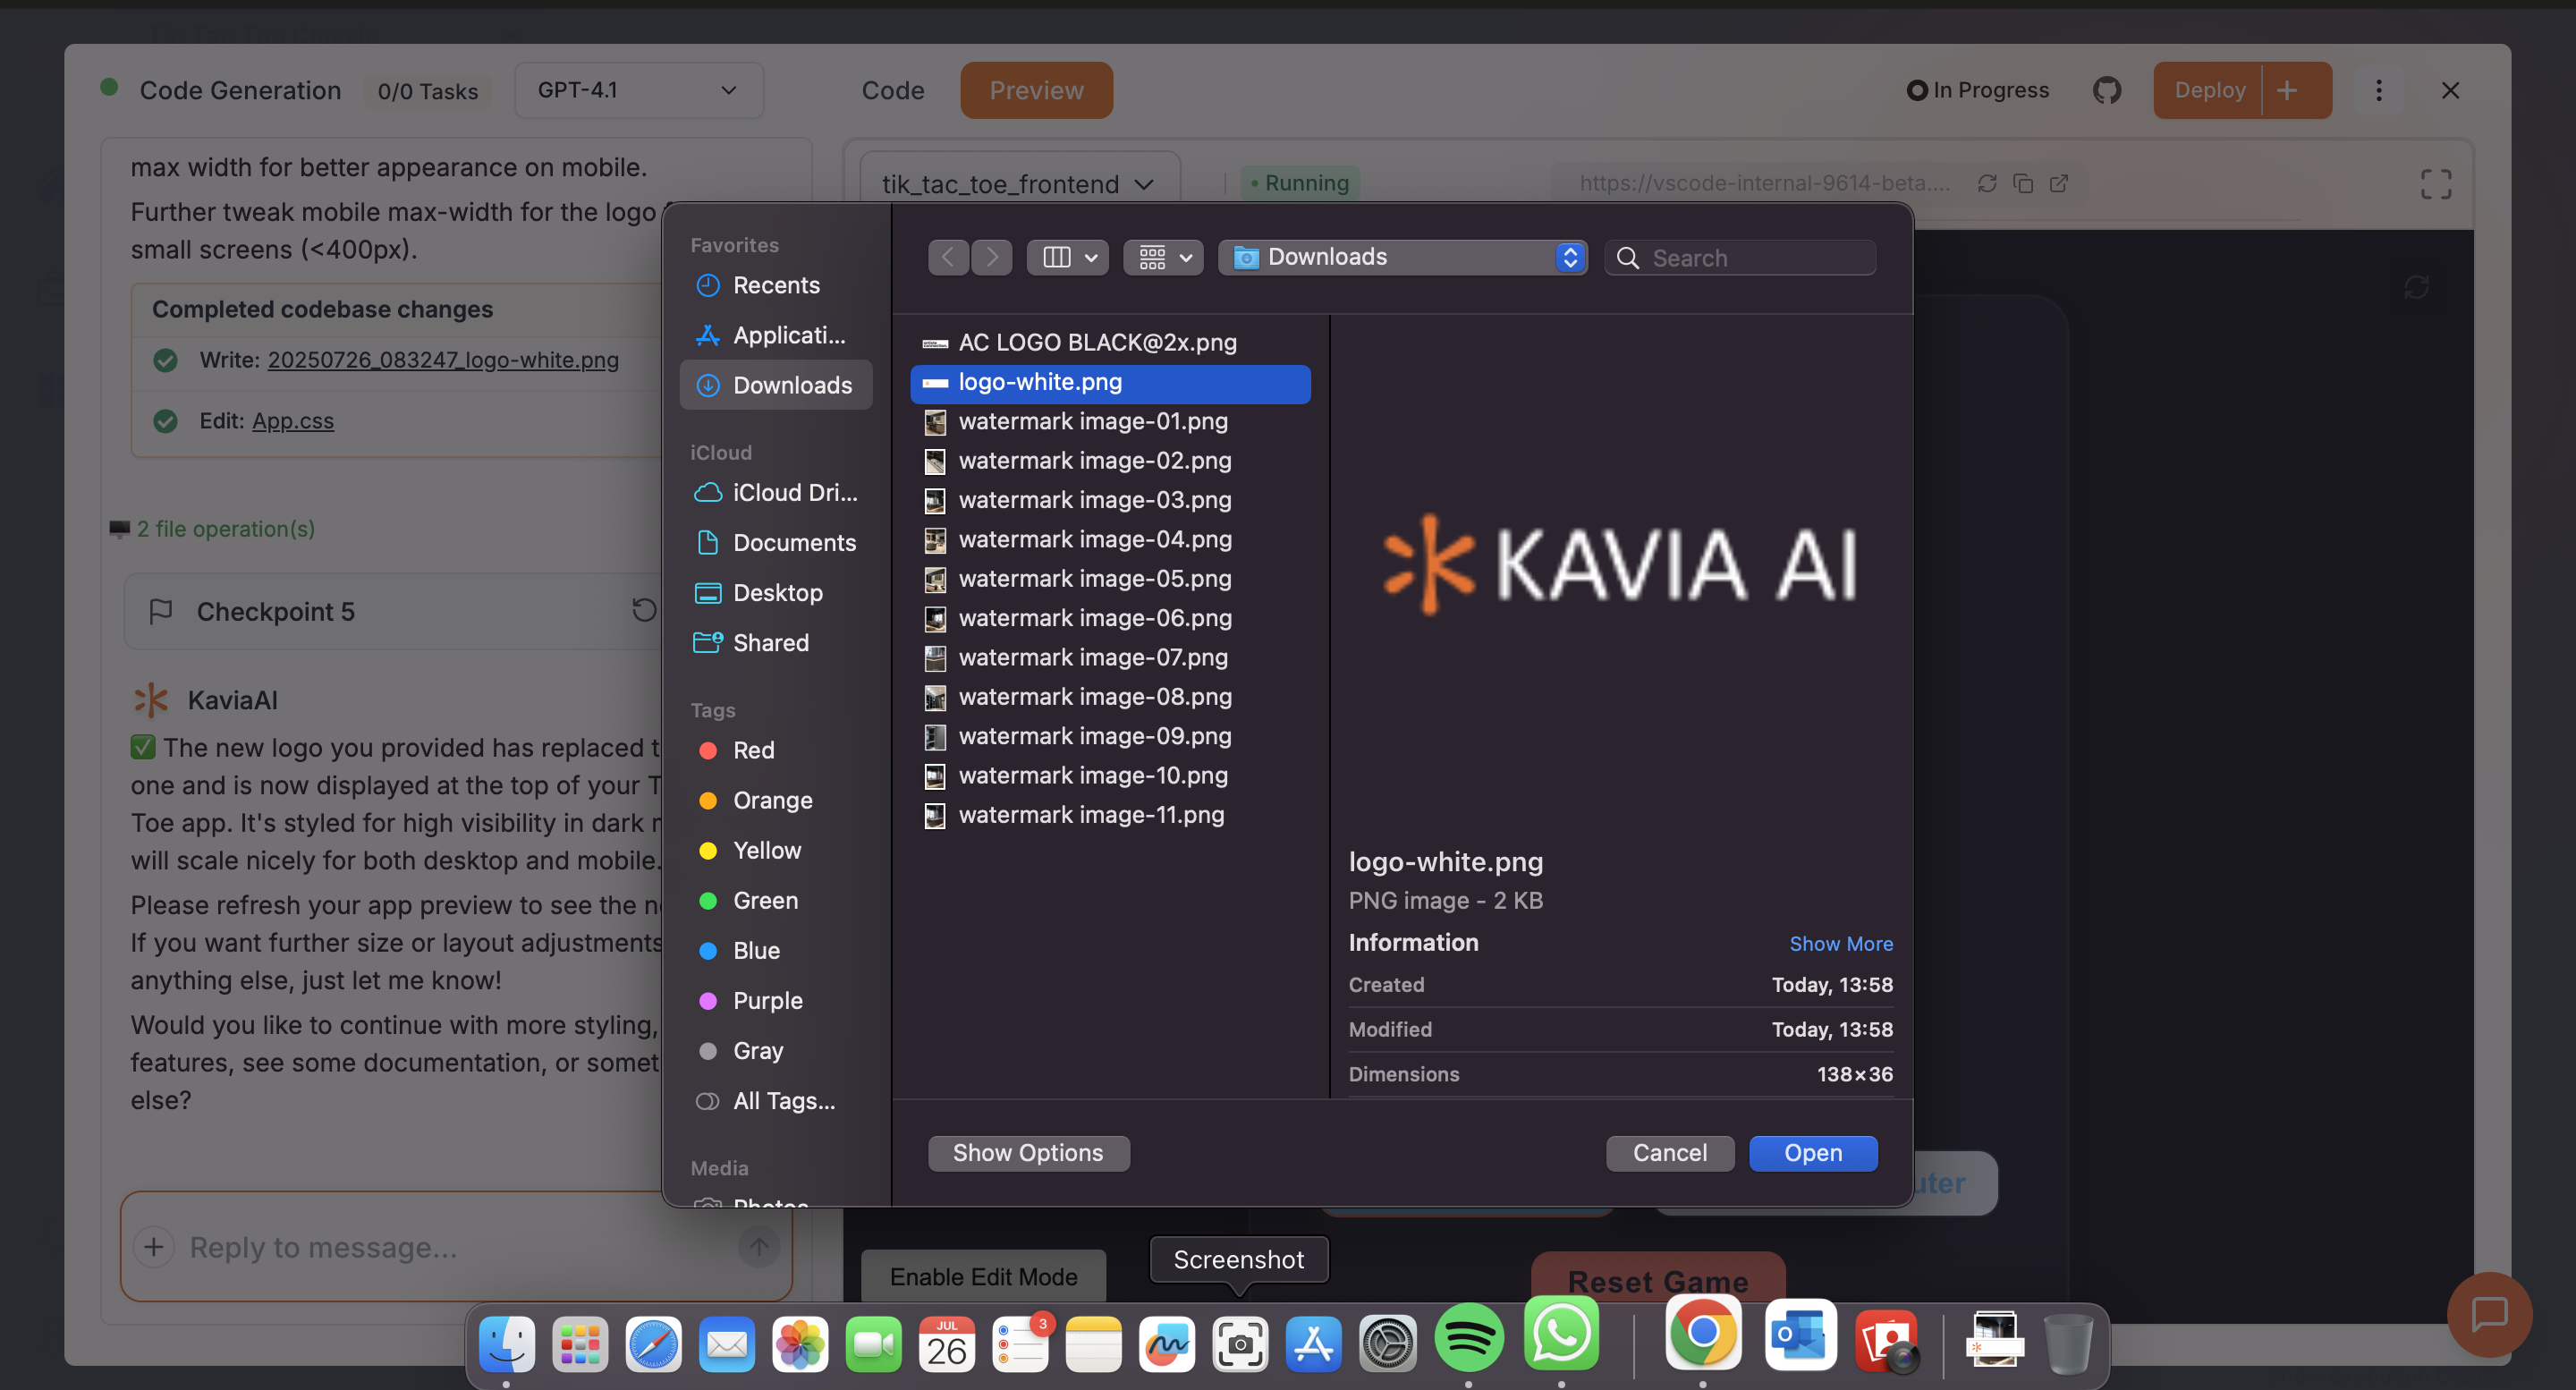 Code Generation
0/0 Tasks
GPT-4.1
Code
Preview
In Progress
Deploy
max width for better appearance on mobile.
Further tweak mobile max-width for the logo
small screens (<400px).
Completed codebase changes
Write: 20250726_083247_logo-white.png
Edit: App.css
2 file operation(s)
Checkpoint 5
KaviaAI
The new logo you provided has replaced
one and is now displayed at the top of your
Toe app. It's styled for high visibility in dark
will scale nicely for both desktop and mobile.
Please refresh your app preview to see the
If you want further size or layout adjustments
anything else, just let me know!
Would you like to continue with more styling,
features, see some documentation, or somet
else?
Reply to message...
tik_tac_toe_frontend
Running
https://vscode-internal-9614-beta....
Favorites
Recents
Applicati...
Downloads
iCloud
iCloud Dri...
Documents
Desktop
Shared
Tags
Red
Orange
Yellow
Green
Blue
Purple
Gray
All Tags...
Media
Photos
Downloads
Search
AC LOGO BLACK@2x.png
logo-white.png
watermark image-01.png
watermark image-02.png
watermark image-03.png
watermark image-04.png
watermark image-05.png
watermark image-06.png
watermark image-07.png
watermark image-08.png
watermark image-09.png
watermark image-10.png
watermark image-11.png
KAVIA AI
logo-white.png
PNG image - 2 KB
Information
Show More
Created
Today, 13:58
Modified
Today, 13:58
Dimensions
138×36
Show Options
Cancel
Open
uter
Enable Edit Mode
Screenshot
Reset Game
JUL
26
3